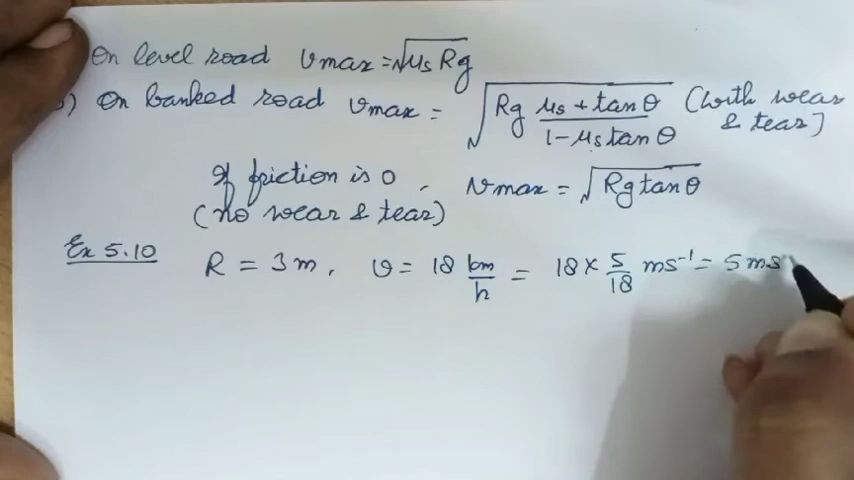 On level road vmax = √μs Rg
) On banked road vmax = √Rg μs + tan θ / 1 - μs tan θ (with wear & tear)
If friction is 0, vmax = √Rg tan θ
(no wear & tear)
Ex 5.10
R = 3 m, v = 18 km/h = 18 × 5/18 ms⁻¹ = 5 ms